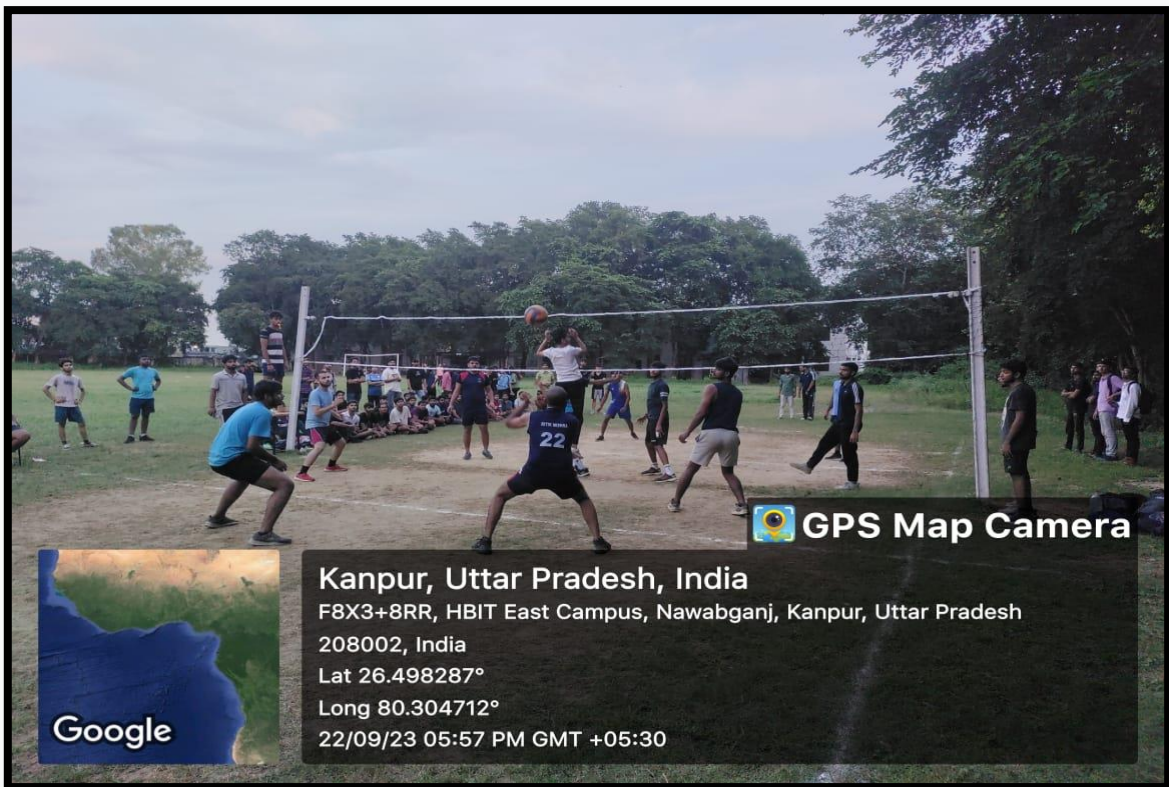 22
GPS Map Camera
Kanpur, Uttar Pradesh, India
F8X3+8RR, HBIT East Campus, Nawabganj, Kanpur, Uttar Pradesh
208002, India
Lat 26.498287°
Long 80.304712°
22/09/23 05:57 PM GMT +05:30
Google